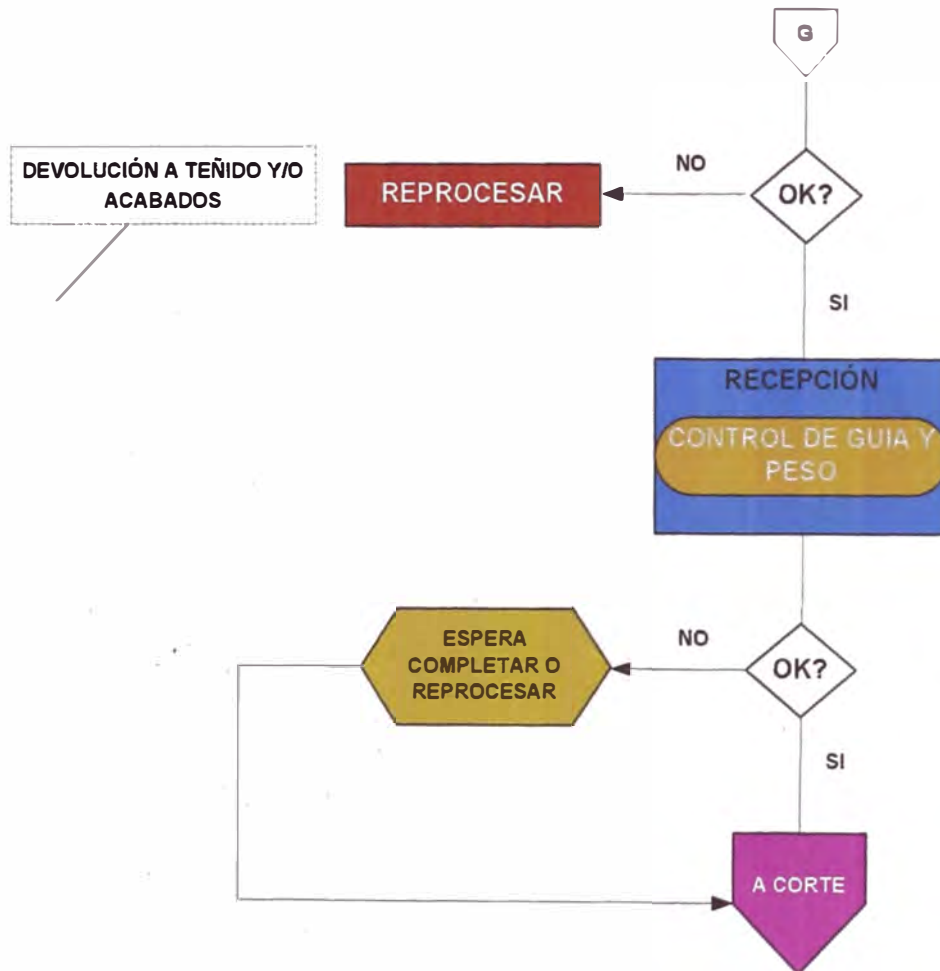 G
DEVOLUCIÓN A TEÑIDO Y/O
ACABADOS
REPROCESAR
NO
OK?
SI
RECEPCIÓN
CONTROL DE GUIA Y
PESO
ESPERA
COMPLETAR O
REPROCESAR
NO
OK?
SI
A CORTE